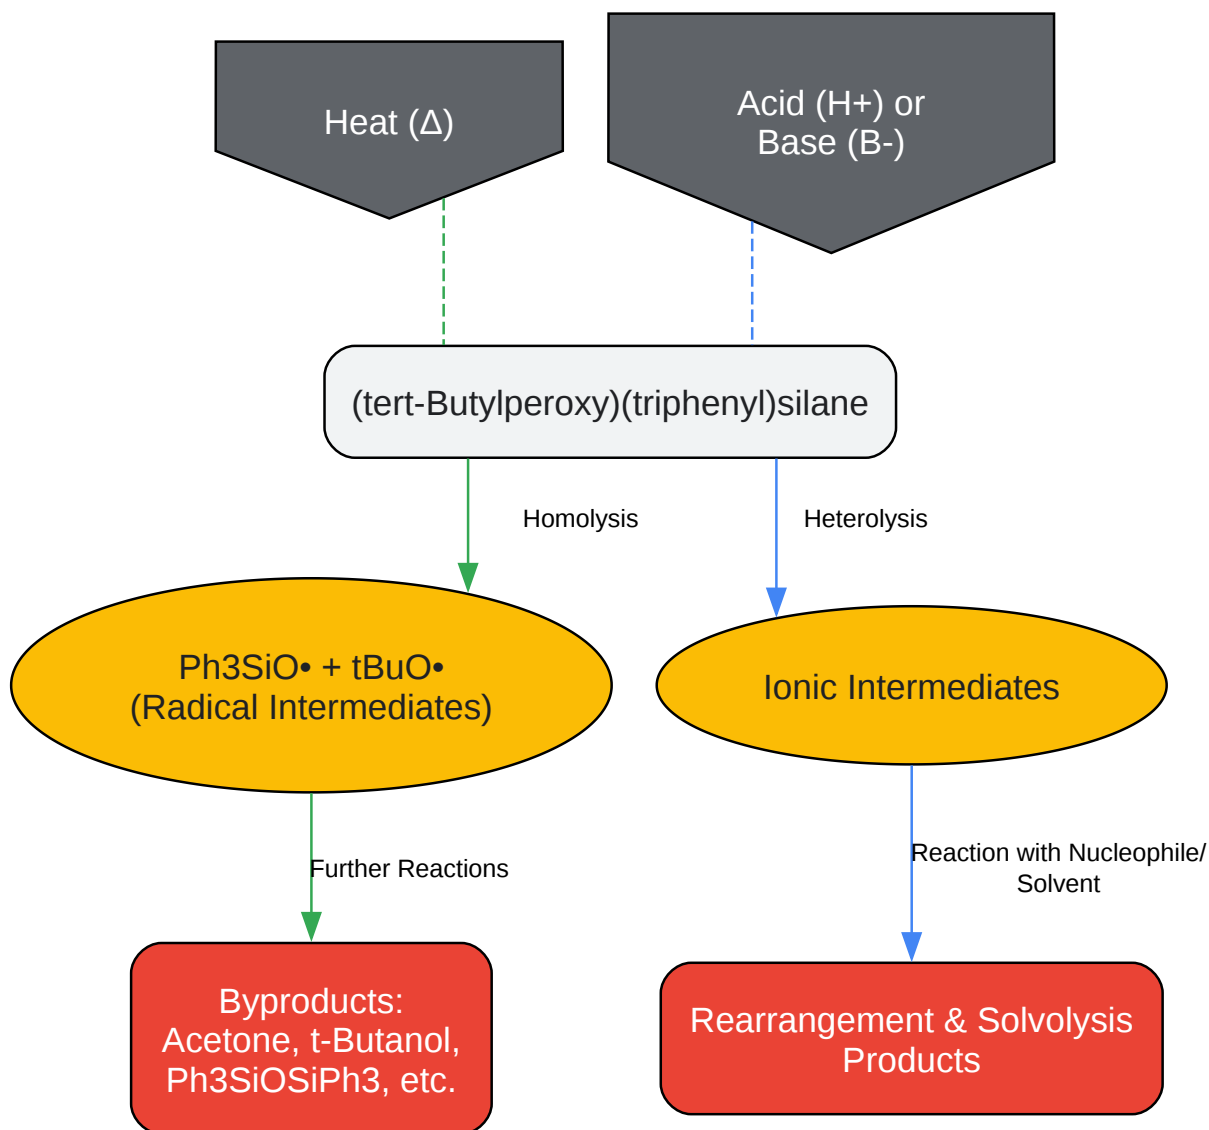 Heat (Δ)
Acid (H+) or
Base (B-)
(tert-Butylperoxy)(triphenyl)silane
Homolysis
Heterolysis
Ph3SiO• + tBuO•
(Radical Intermediates)
Ionic Intermediates
Further Reactions
Reaction with Nucleophile/
Solvent
Byproducts:
Acetone, t-Butanol,
Ph3SiOSiPh3, etc.
Rearrangement & Solvolysis
Products